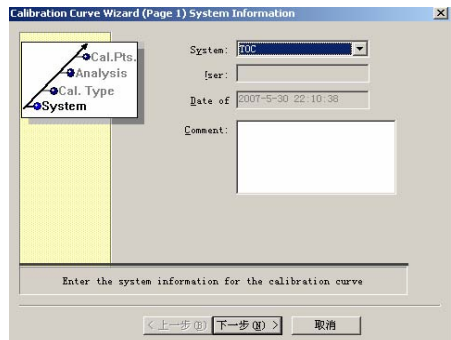 Calibration Curve Wizard (Page 1) System Information
Cal.Pts.
Analysis
Cal. Type
System
System:
TOC
User:
Date of
2007-5-30 22:10:38
Comment:
Enter the system information for the calibration curve
< 上一步(B)
下一步(N) >
取消